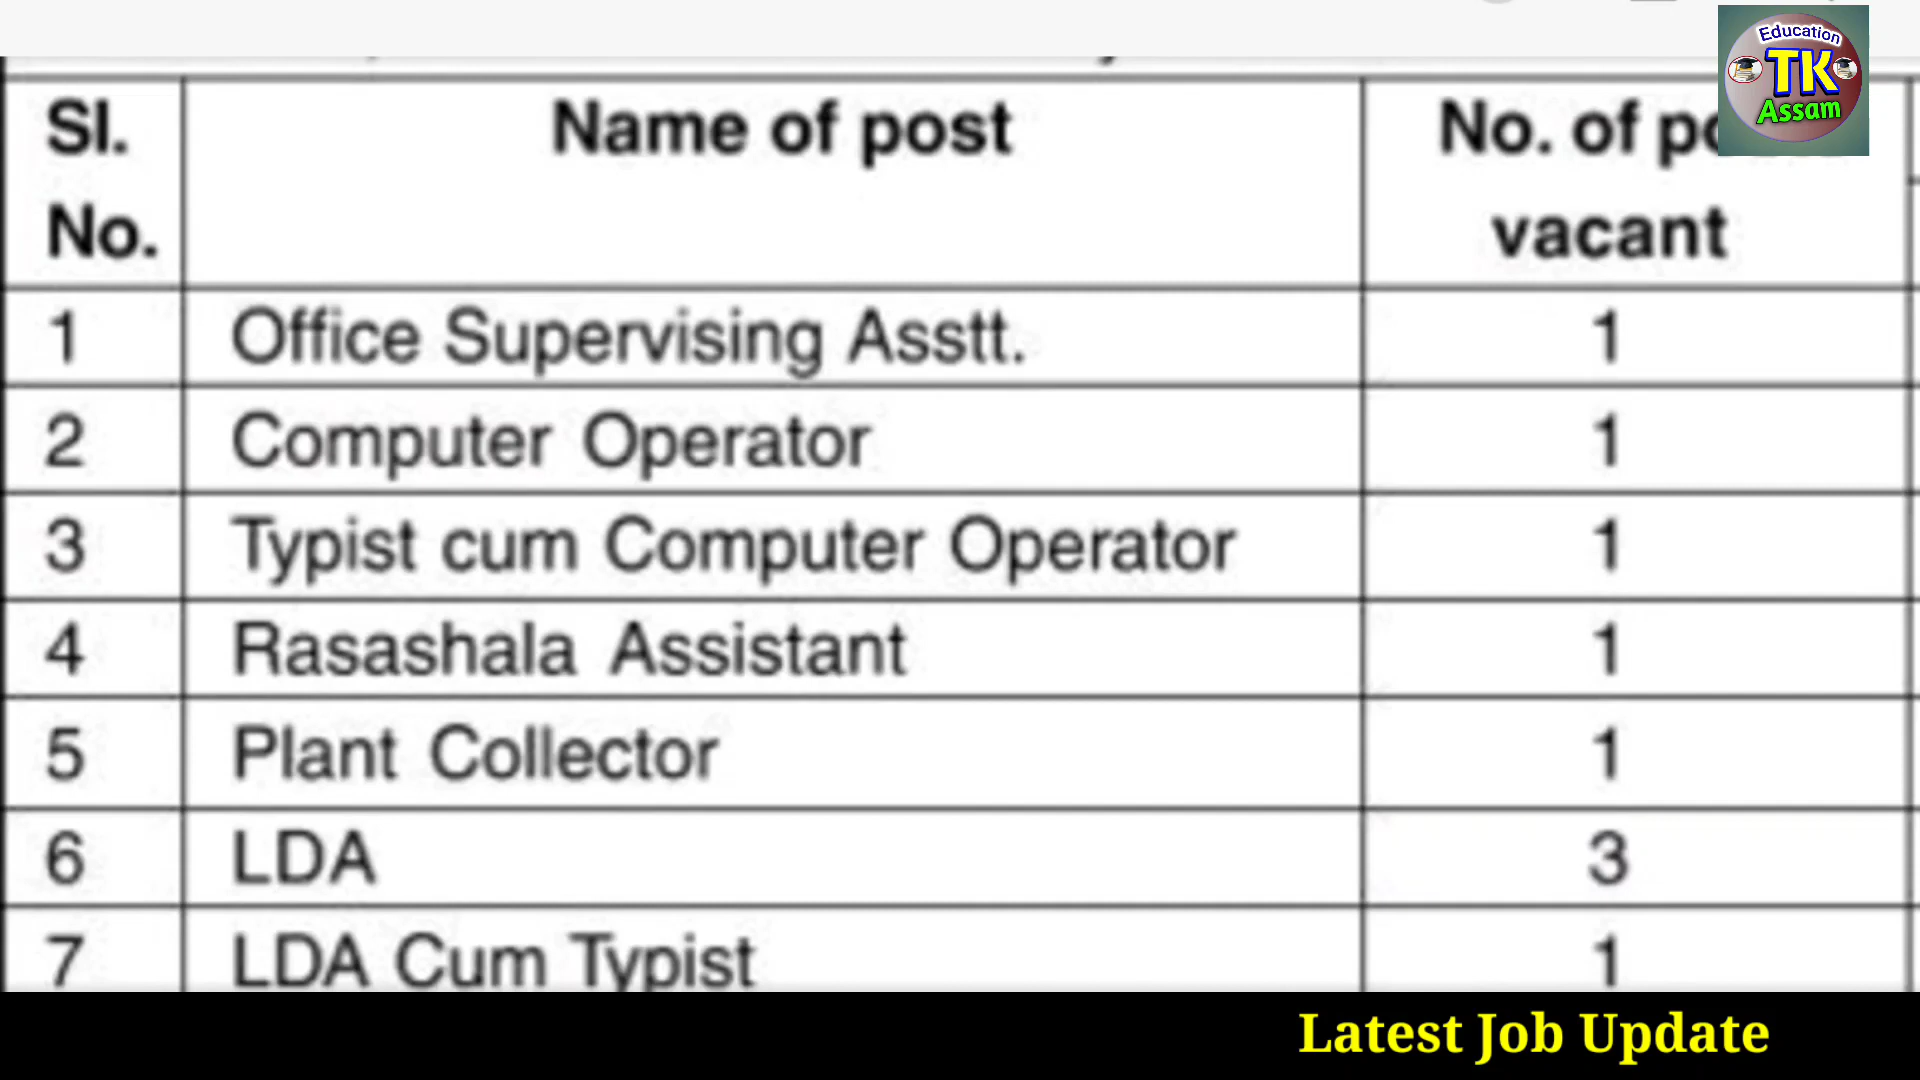 Education
TK
Assam
Sl. Name of post No. of
No. vacant
1 Office Supervising Asstt. 1
2 Computer Operator 1
3 Typist cum Computer Operator 1
4 Rasashala Assistant 1
5 Plant Collector 1
6 LDA 3
7 LDA Cum Typist 1
Latest Job Update